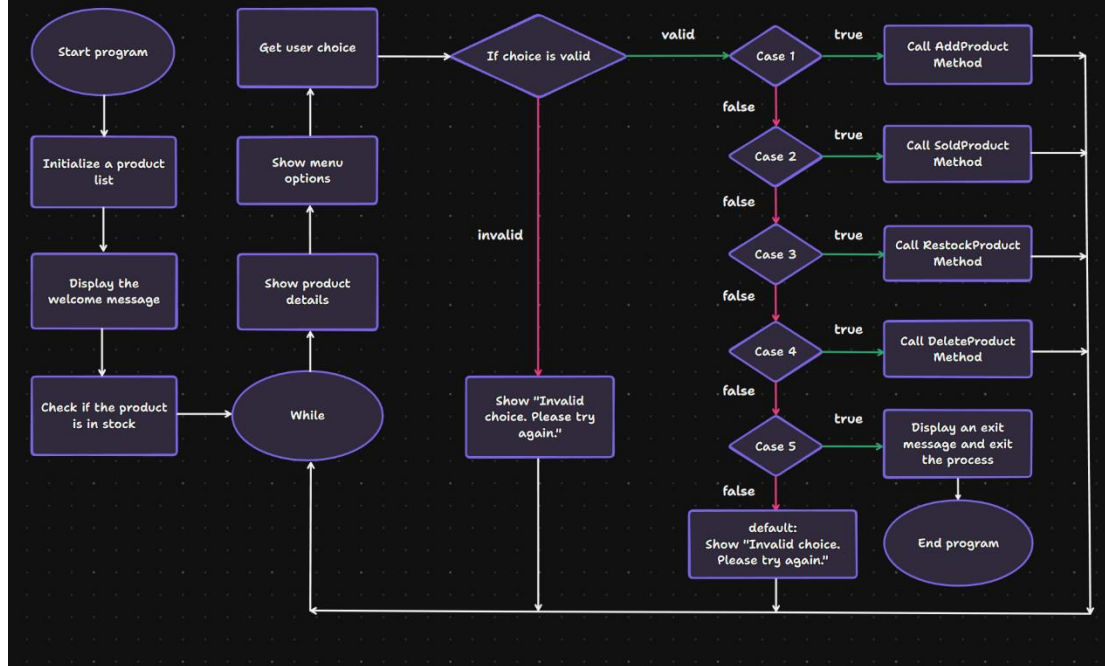 Start program
Initialize a product
list
Display the
welcome message
Check if the product
is in stock
While
Show product
details
Show menu
options
Get user choice
If choice is valid
valid
invalid
Show "Invalid
choice. Please try
again."
Case 1
true
Call AddProduct
Method
false
Case 2
true
Call SoldProduct
Method
false
Case 3
true
Call RestockProduct
Method
false
Case 4
true
Call DeleteProduct
Method
false
Case 5
true
Display an exit
message and exit
the process
false
default:
Show "Invalid choice.
Please try again."
End program